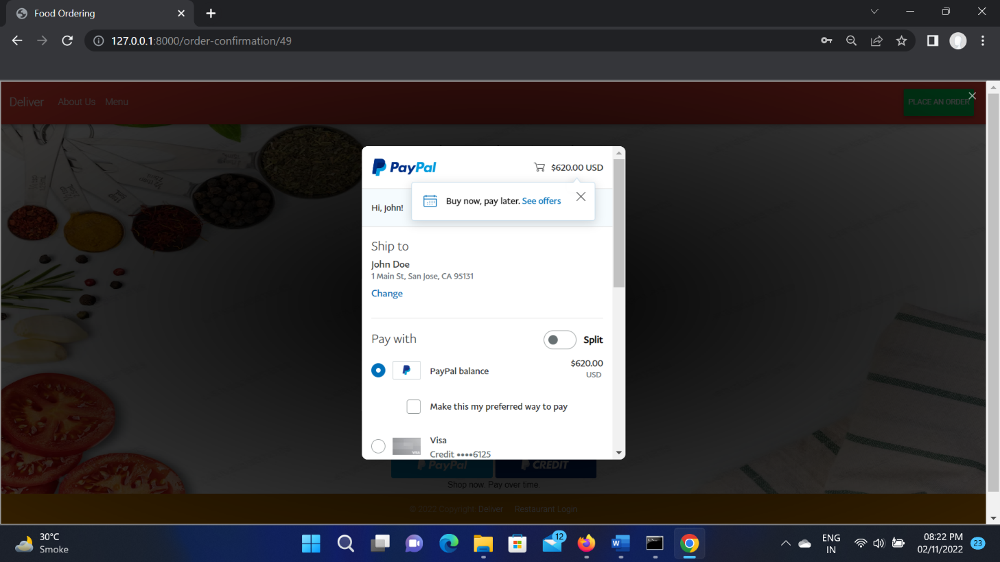 Food Ordering
127.0.0.1:8000/order-confirmation/49
Deliver About Us Menu
PLACE AN ORDER
PayPal
$620.00 USD
Buy now, pay later. See offers
Hi, John!
Ship to
John Doe
1 Main St, San Jose, CA 95131
Change
Pay with
Split
PayPal balance
$620.00
USD
Make this my preferred way to pay
VISA
Visa
Credit ••••6125
PayPal
CREDIT
Shop now. Pay over time.
© 2022 Copyright: Deliver Restaurant Login
30°C
Smoke
12
W
ENG
IN
08:22 PM
02/11/2022
23